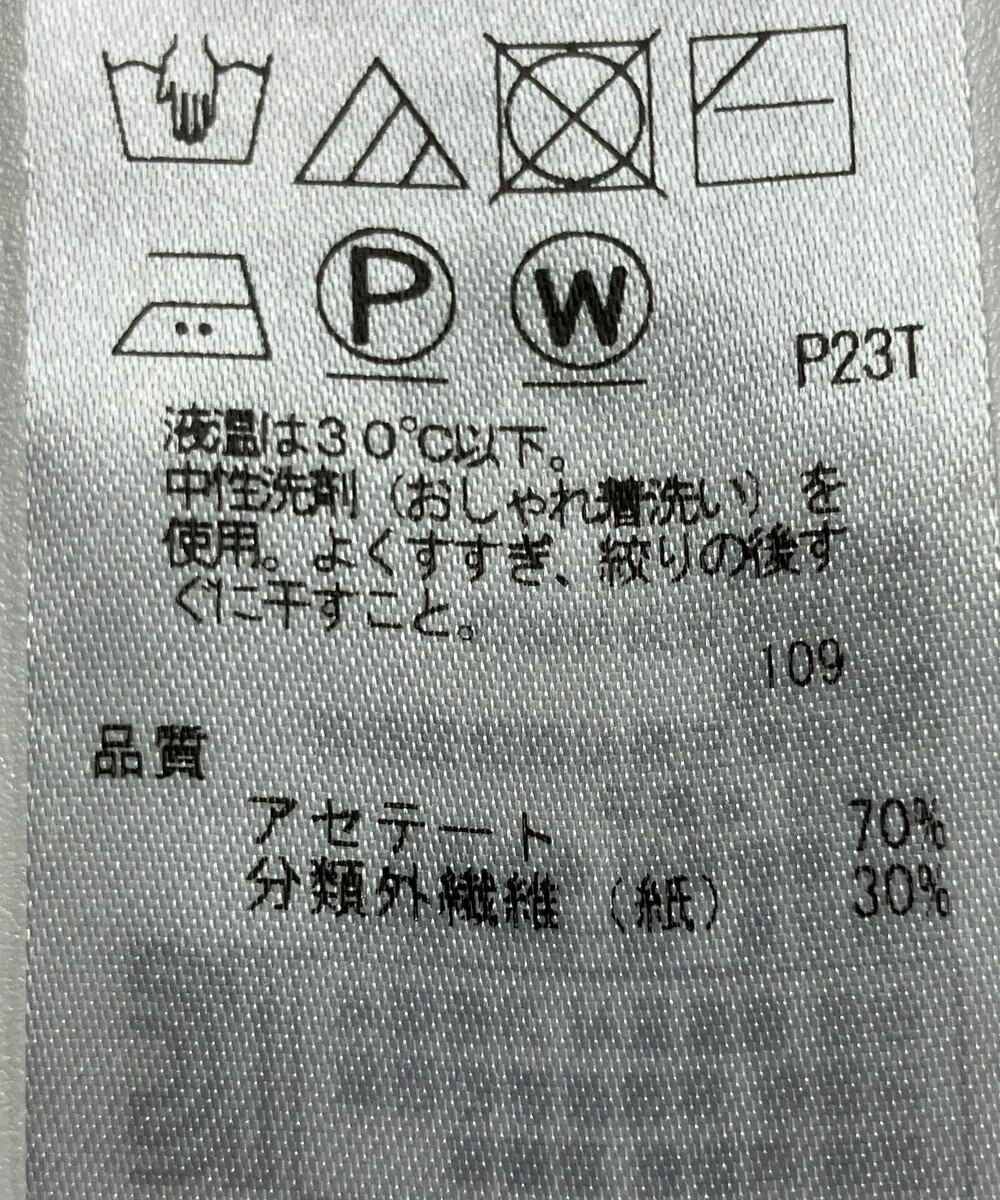 P
W
P23T
液温は30℃以下。
中性洗剤（おしゃれ着洗い）を
使用。よくすすぎ、絞りの後す
ぐに干すこと。
109
品質
アセテート 70%
分類外繊維（紙） 30%